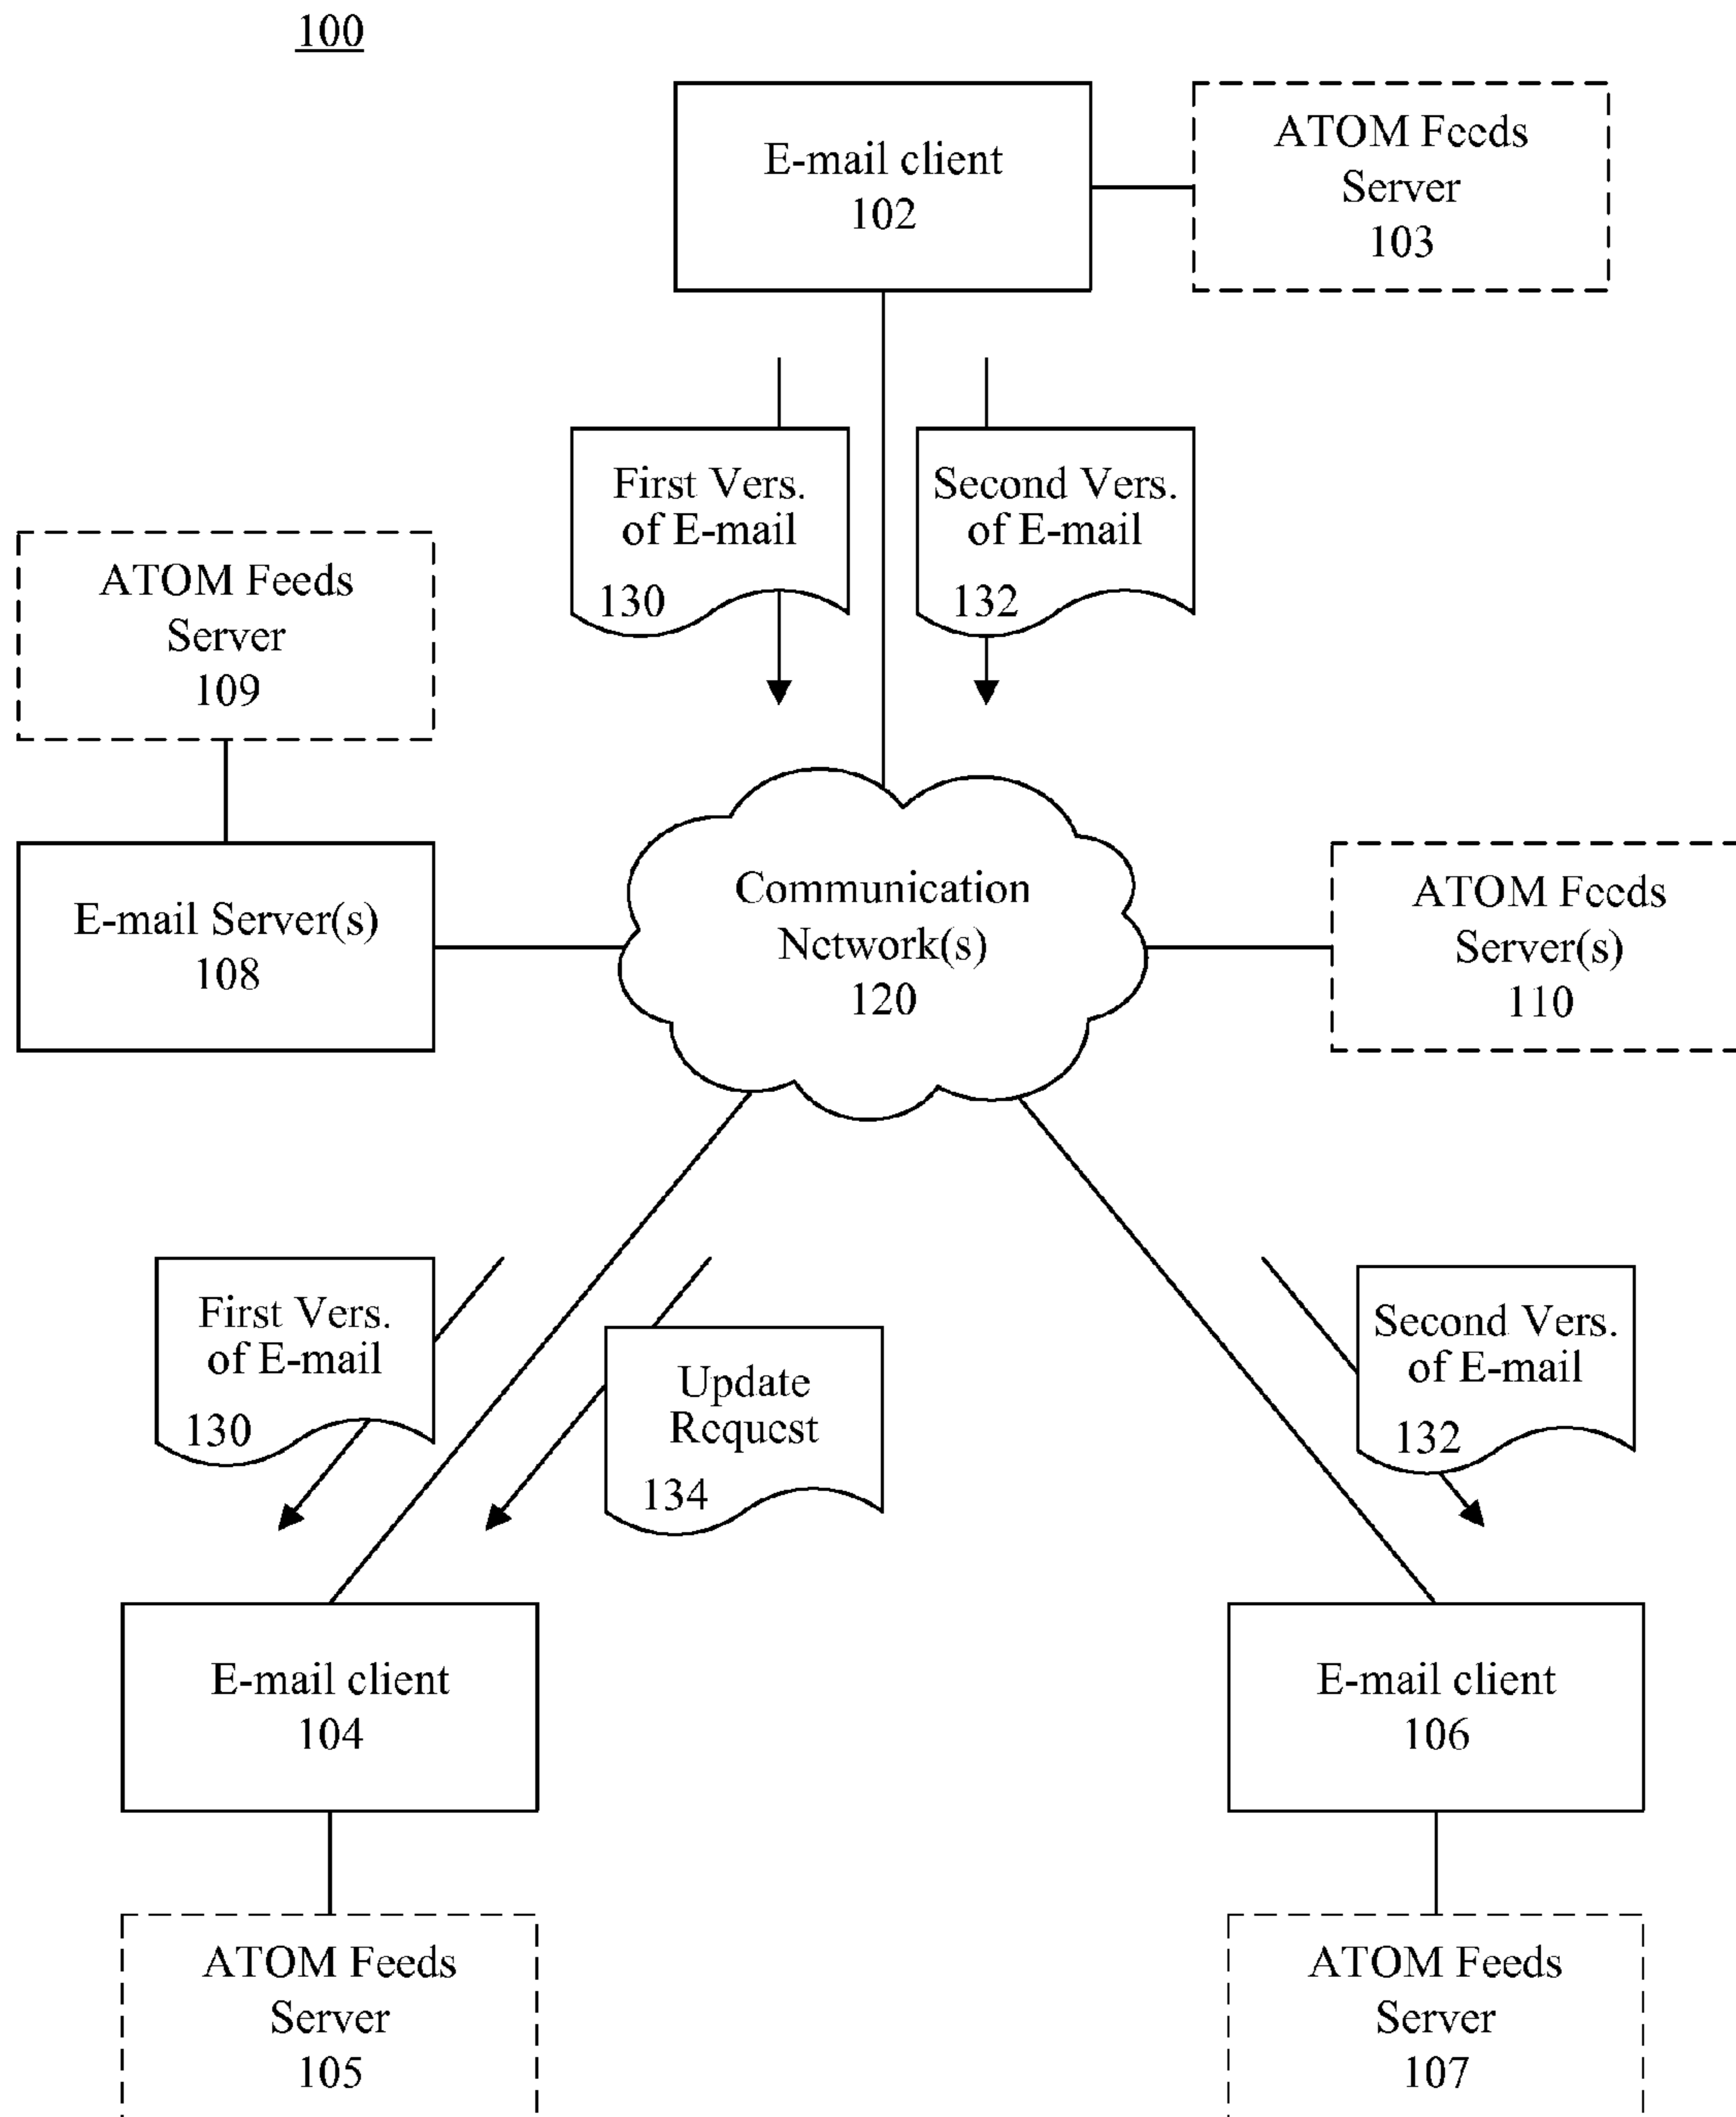 100
E-mail client
102
ATOM Feeds
Server
103
First Vers.
of E-mail
130
Second Vers.
of E-mail
132
ATOM Feeds
Server
109
E-mail Server(s)
108
Communication
Network(s)
120
ATOM Feeds
Server(s)
110
First Vers.
of E-mail
130
Update
Request
134
Second Vers.
of E-mail
132
E-mail client
104
E-mail client
106
ATOM Feeds
Server
105
ATOM Feeds
Server
107